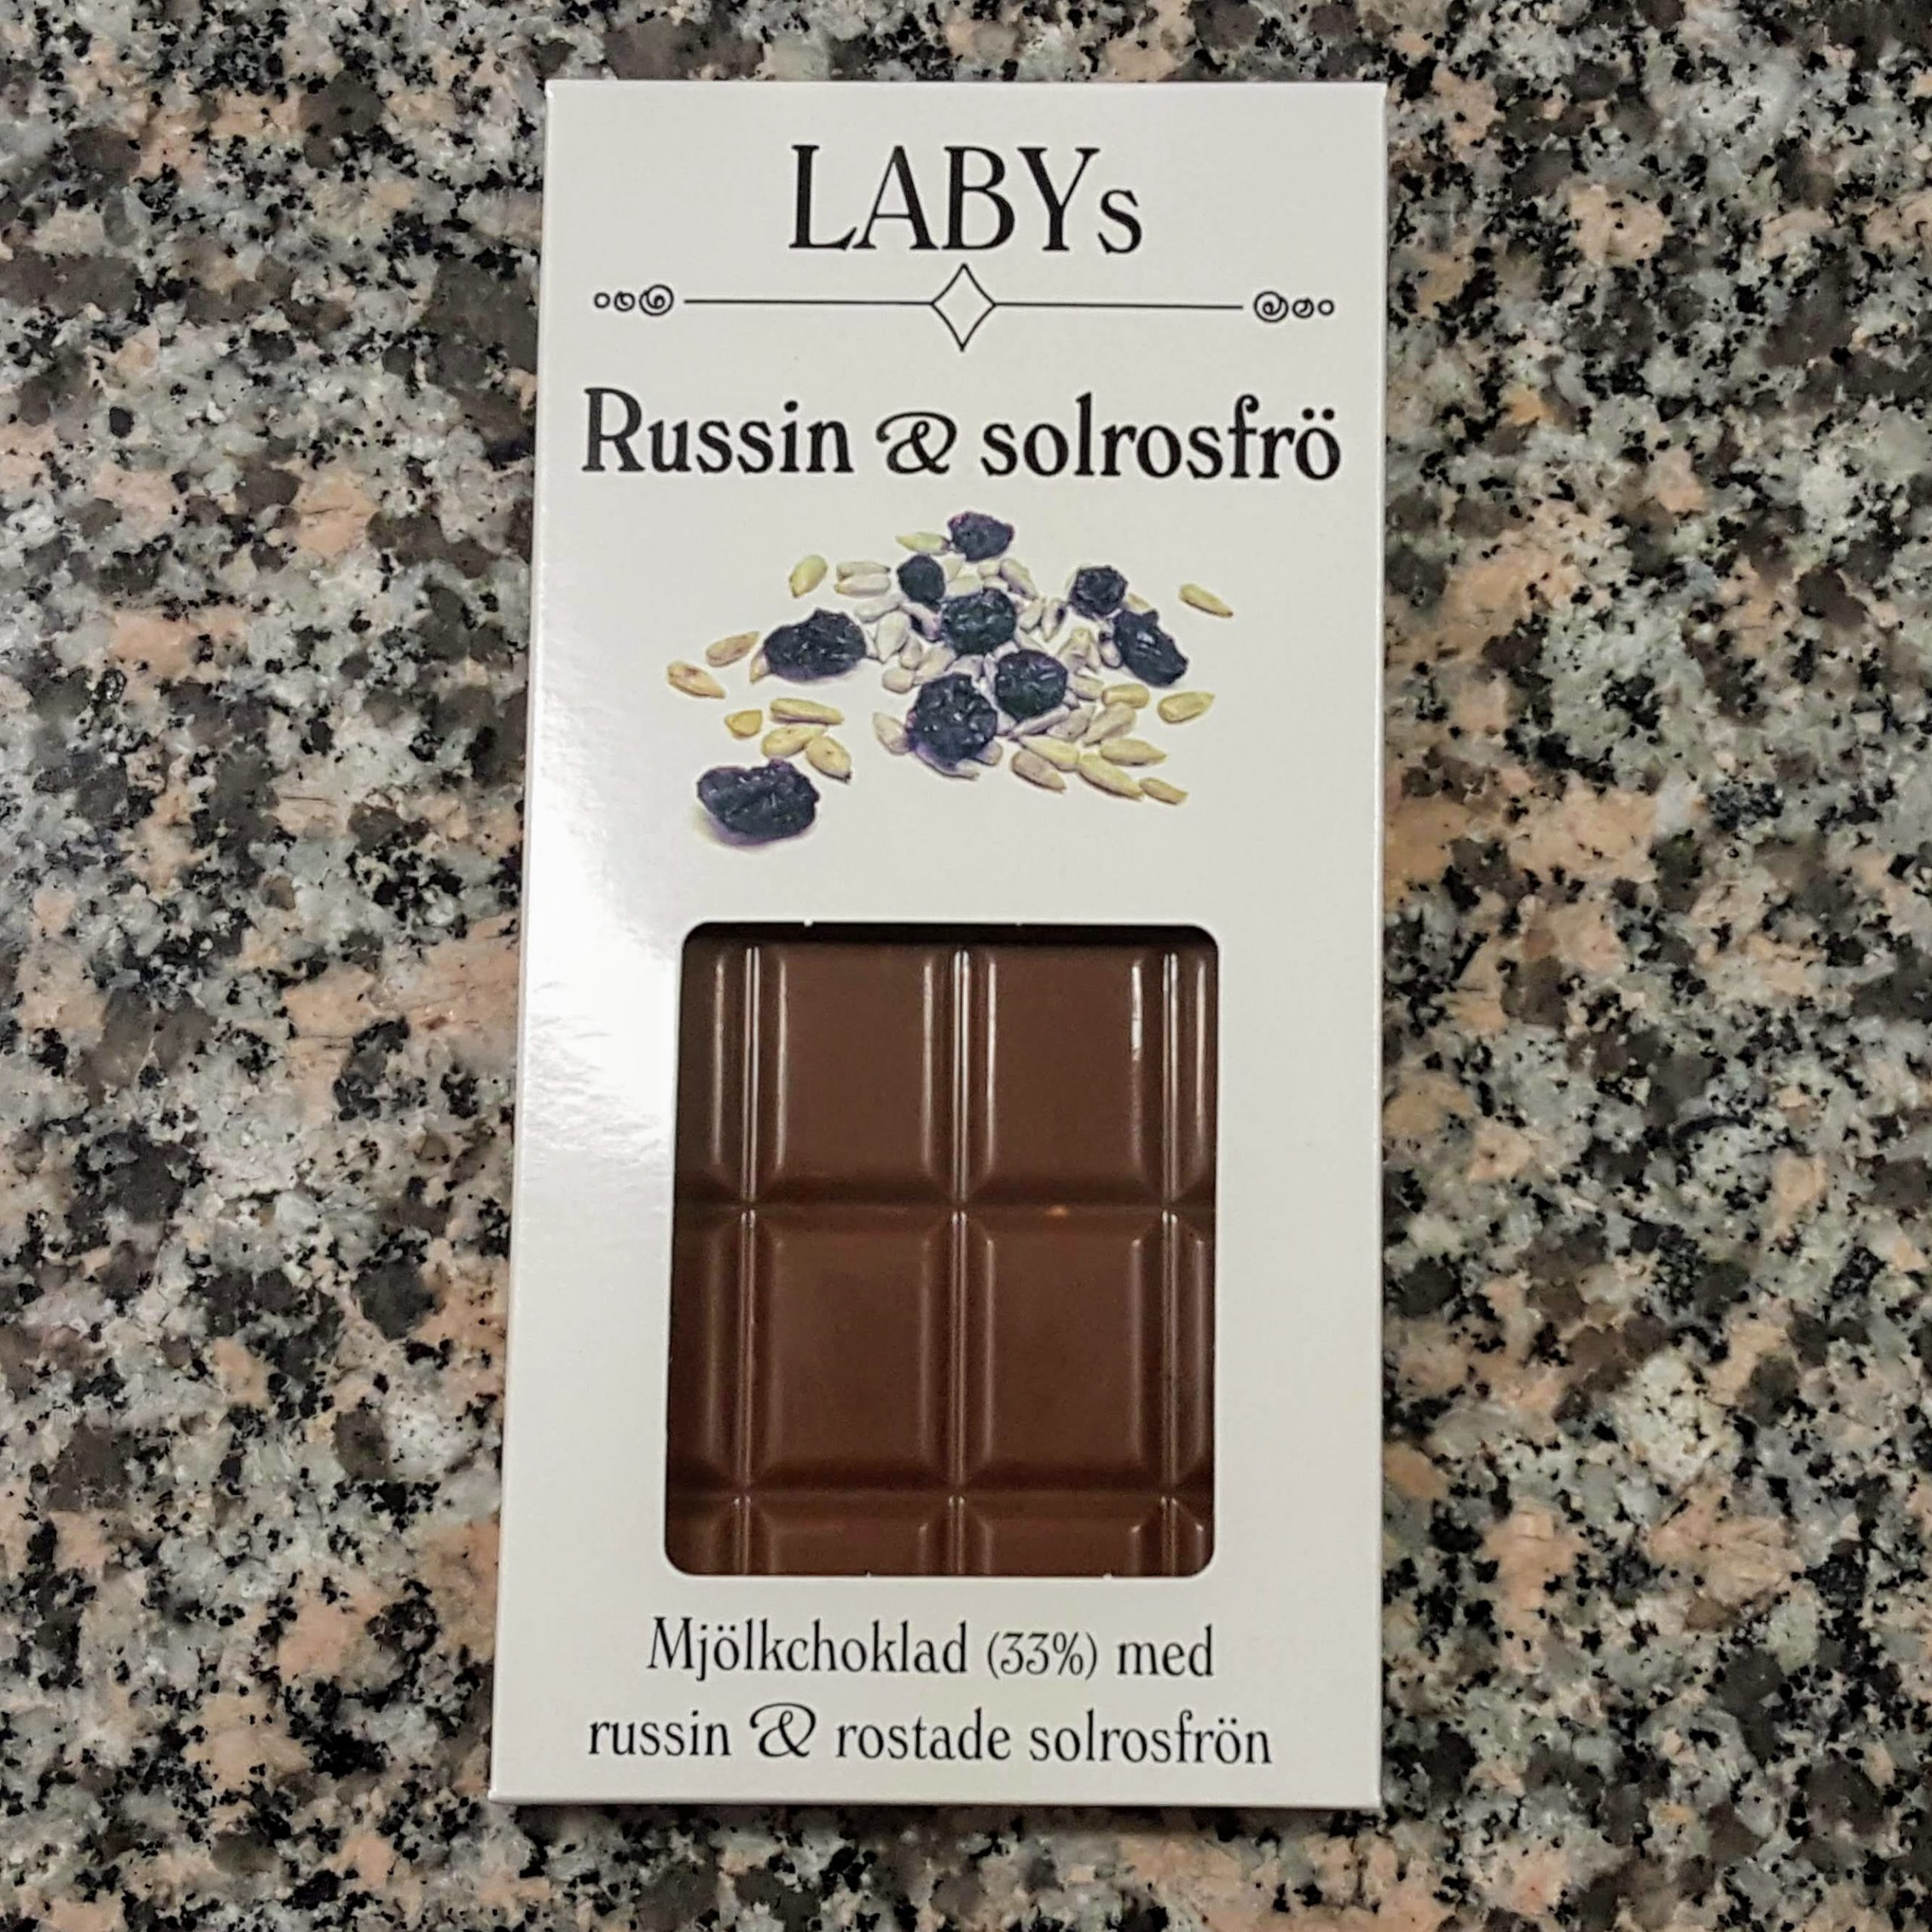 LABYs
Russin & solrosfrö
Mjölkchoklad (33%) med
russin & rostade solrosfrön